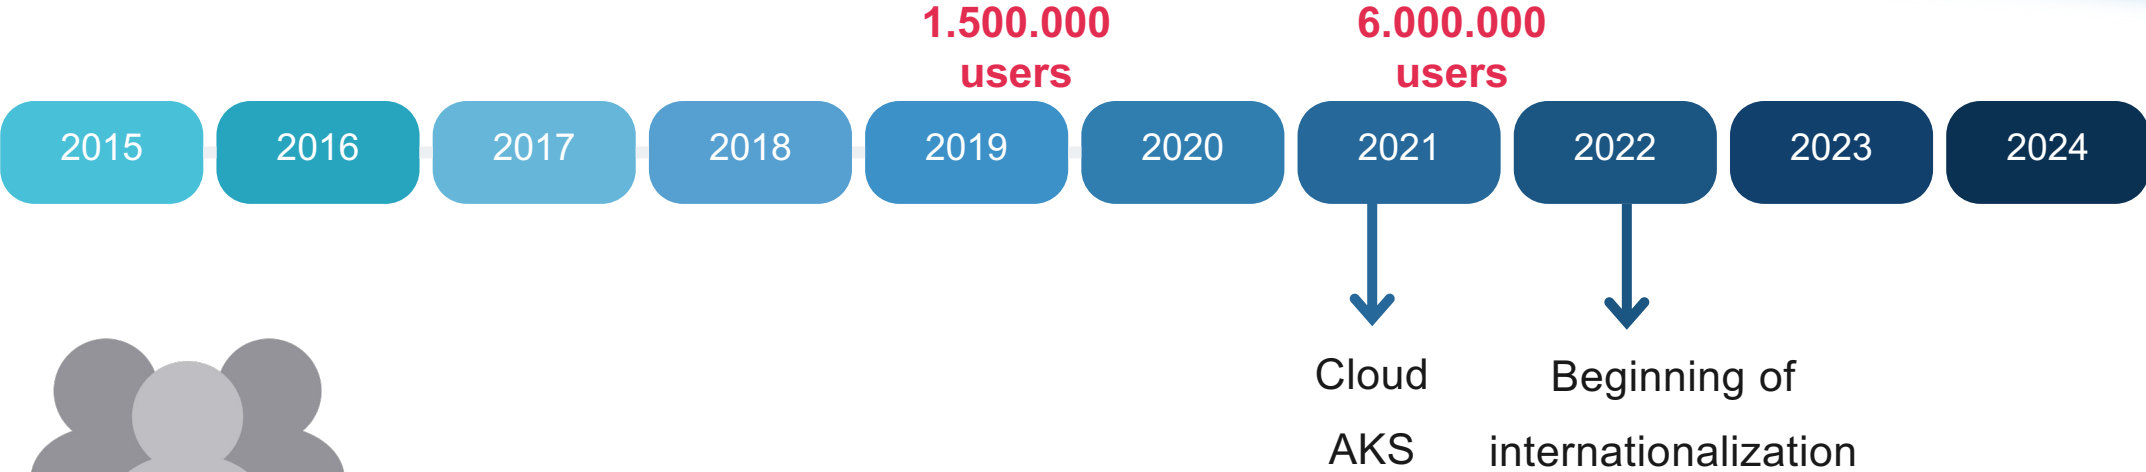 1.500.000
users
6.000.000
users
2015 2016 2017 2018 2019 2020 2021 2022 2023 2024
Cloud
AKS
Beginning of
internationalization